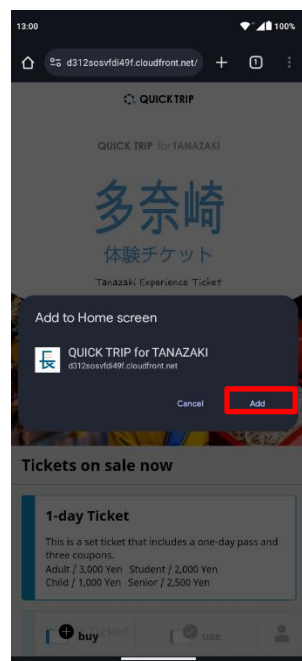 13:00
100%
d312sosvfdi49f.cloudfront.net/
1
QUICKTRIP
QUICK TRIP for TANAZAKI
多奈崎
体験チケット
Tanazaki Experience Ticket
Add to Home screen
長
QUICK TRIP for TANAZAKI
d312sosvfdi49f.cloudfront.net
Cancel
Add
Tickets on sale now
1-day Ticket
This is a set ticket that includes a one-day pass and
three coupons.
Adult / 3,000 Yen Student / 2,000 Yen
Child / 1,000 Yen Senior / 2,500 Yen
buy
use